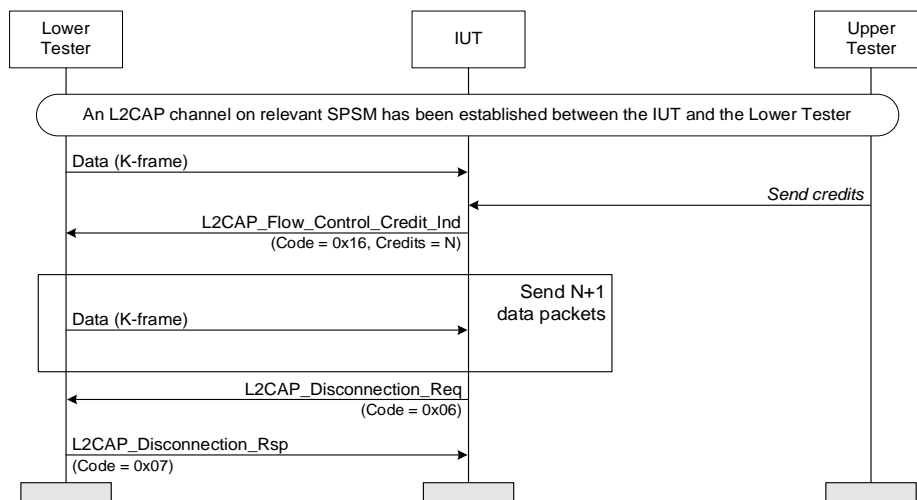 Lower
Tester
IUT
Upper
Tester
An L2CAP channel on relevant SPSM has been established between the IUT and the Lower Tester
Data (K-frame)
Send credits
L2CAP_Flow_Control_Credit_Ind
(Code = 0x16, Credits = N)
Send N+1
data packets
Data (K-frame)
L2CAP_Disconnection_Req
(Code = 0x06)
L2CAP_Disconnection_Rsp
(Code = 0x07)